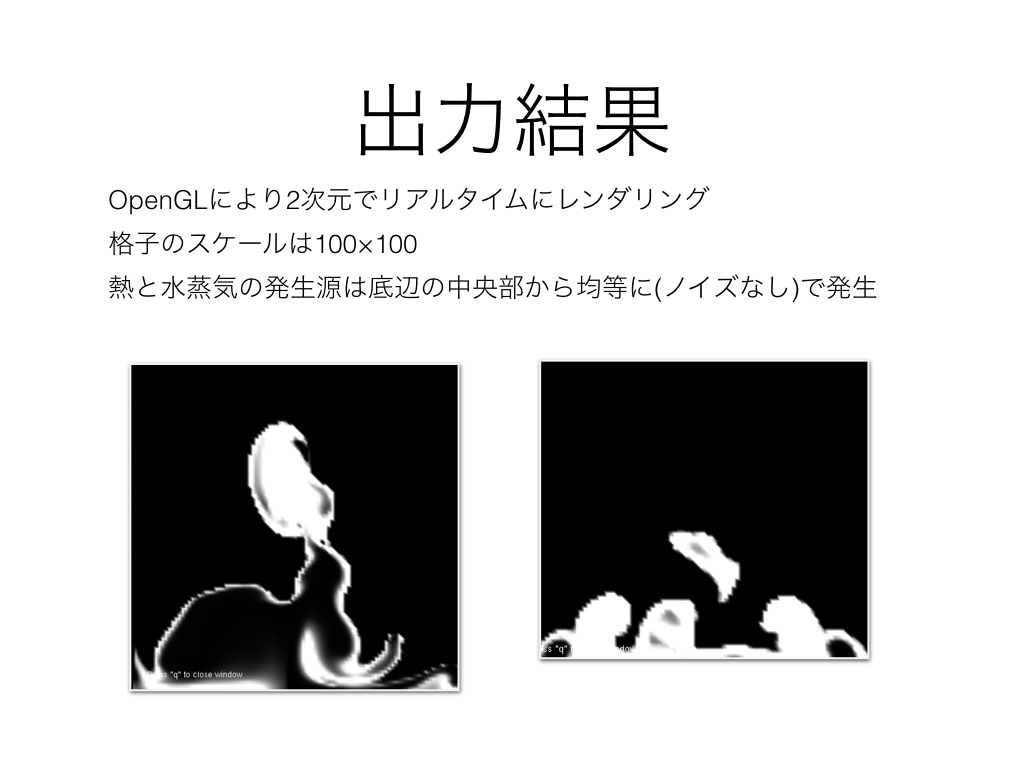 出力結果
OpenGLにより2次元でリアルタイムにレンダリング
格子のスケールは100×100
熱と水蒸気の発生源は底辺の中央部から均等に(ノイズなし)で発生
"q" to close window
"q"